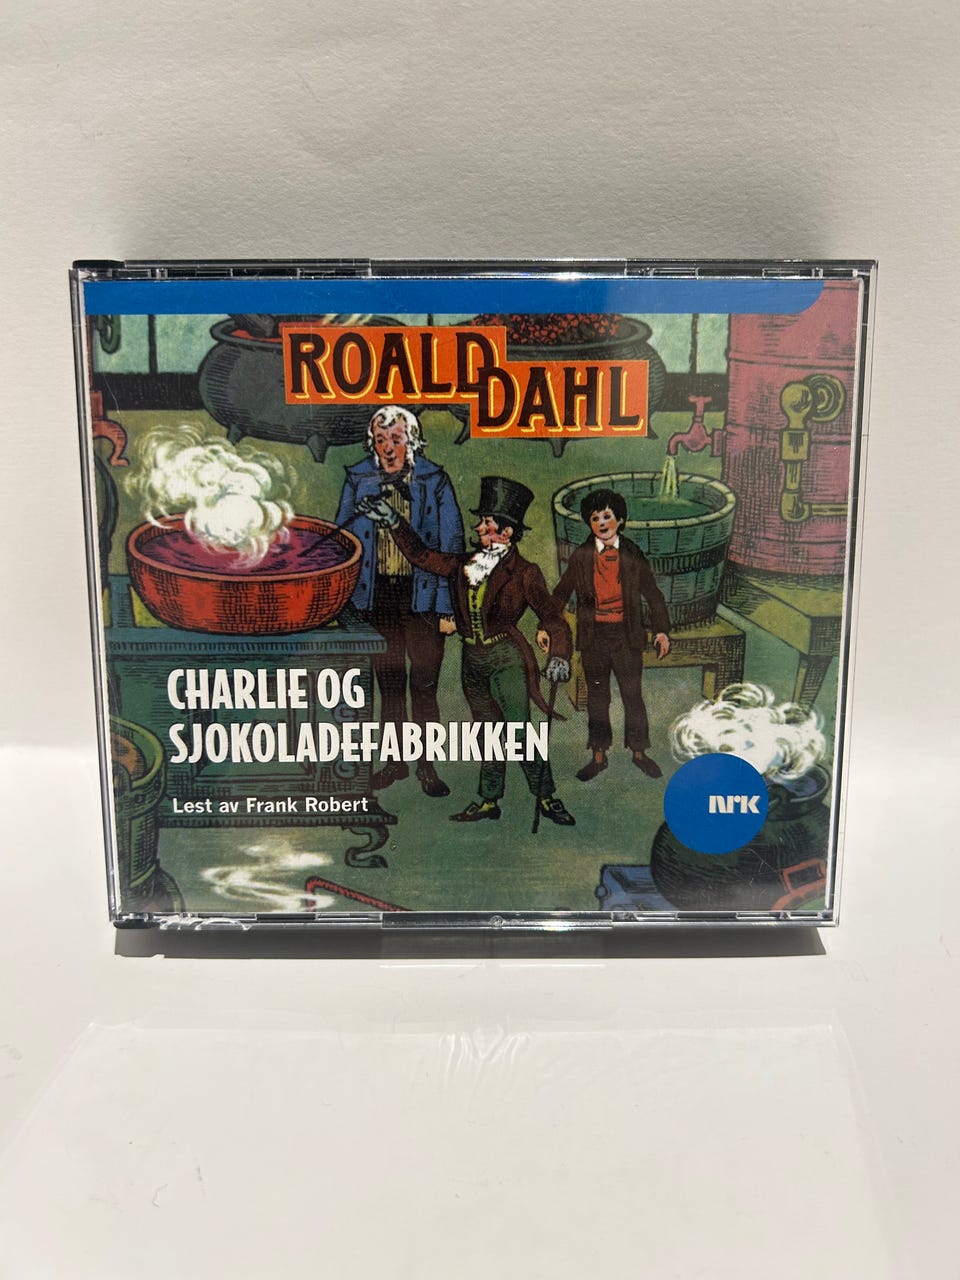 ROALD
DAHL
CHARLIE OG
SJOKOLADEFABRIKKEN
Lest av Frank Robert
nrk